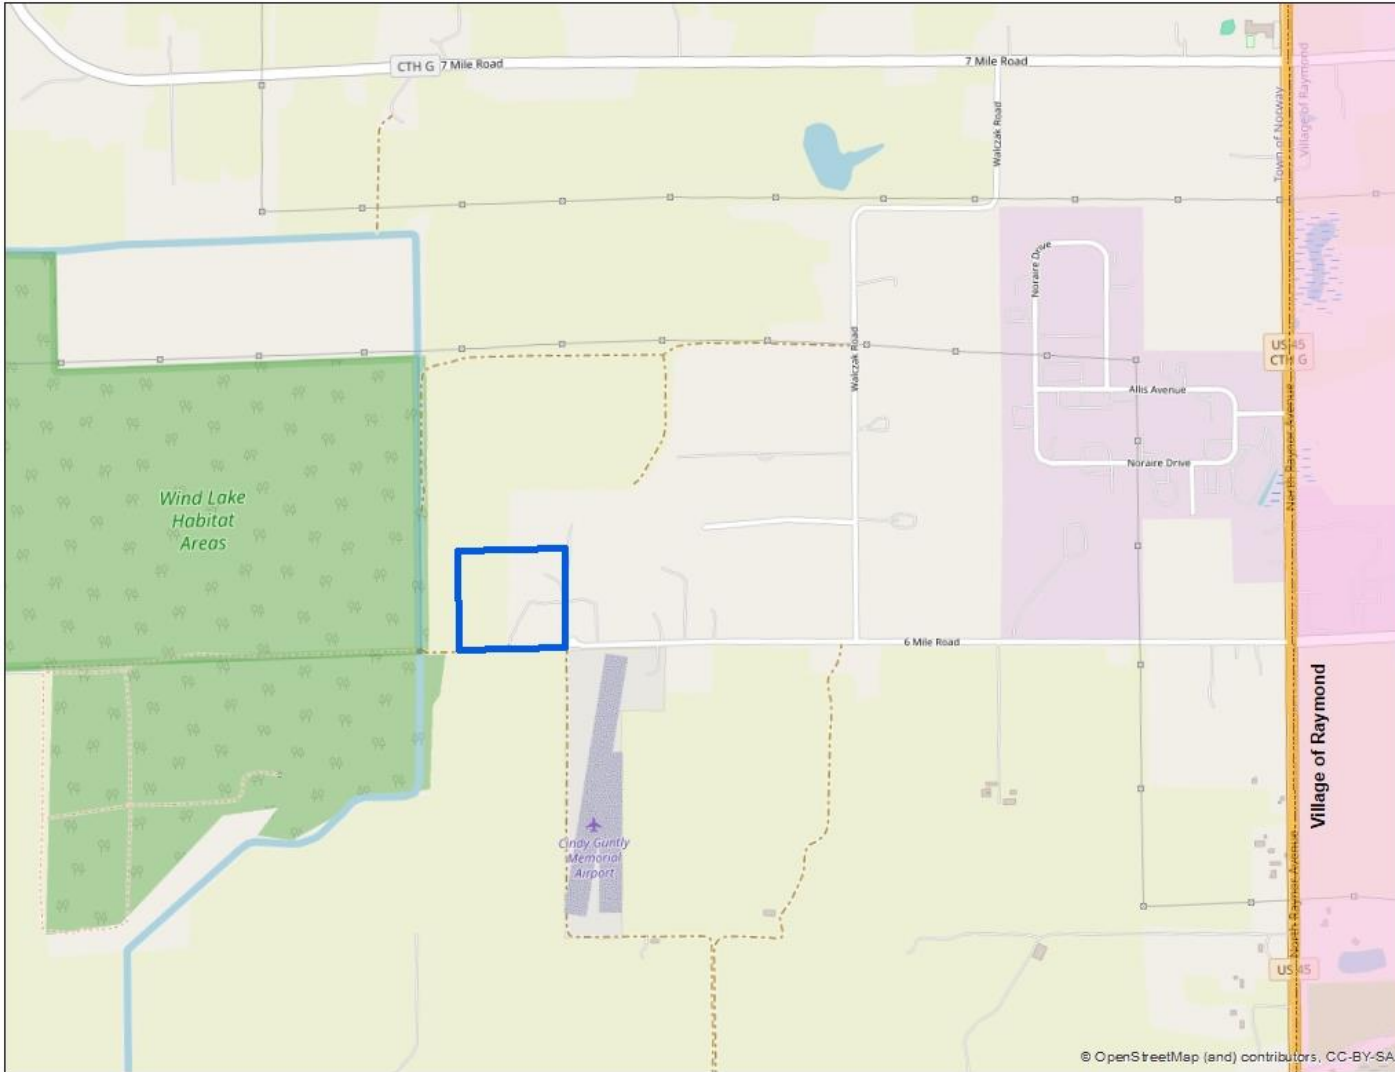 CTH G
7 Mile Road
7 Mile Road
Walczak Road
Town of Norway
Village of Raymond
Noraire Drive
US 45
CTH G
Walczak Road
Allis Avenue
North Raynor Avenue
Noraire Drive
Wind Lake
Habitat
Areas
6 Mile Road
Village of Raymond
Cindy Guntly
Memorial
Airport
North Raynor Avenue
US 45
© OpenStreetMap (and) contributors, CC-BY-SA